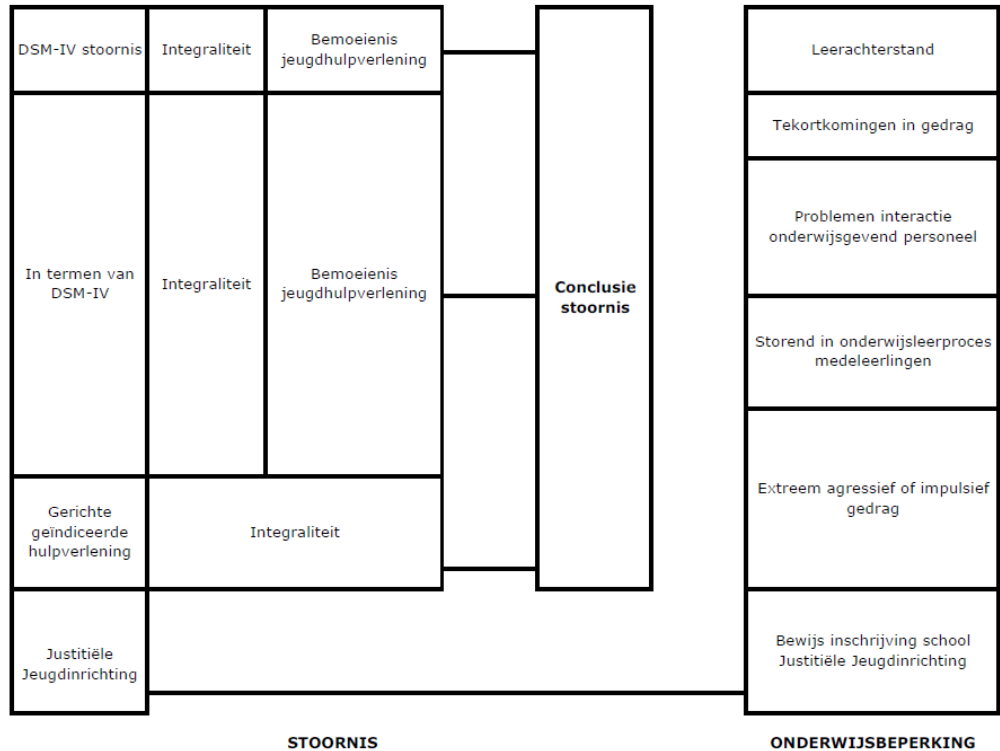 DSM-IV stoornis
Integraliteit
Bemoeienis
jeugdhulpverlening
Leerachterstand
Tekortkomingen in gedrag
In termen van
DSM-IV
Integraliteit
Bemoeienis
jeugdhulpverlening
Conclusie
stoornis
Problemen interactie
onderwijsgevend personeel
Storend in onderwijsleerproces
medeleerlingen
Gerichte
geïndiceerde
hulpverlening
Integraliteit
Extreem agressief of impulsief
gedrag
Justitiële
Jeugdinrichting
Bewijs inschrijving school
Justitiële Jeugdinrichting
STOORNIS
ONDERWIJSBEPERKING